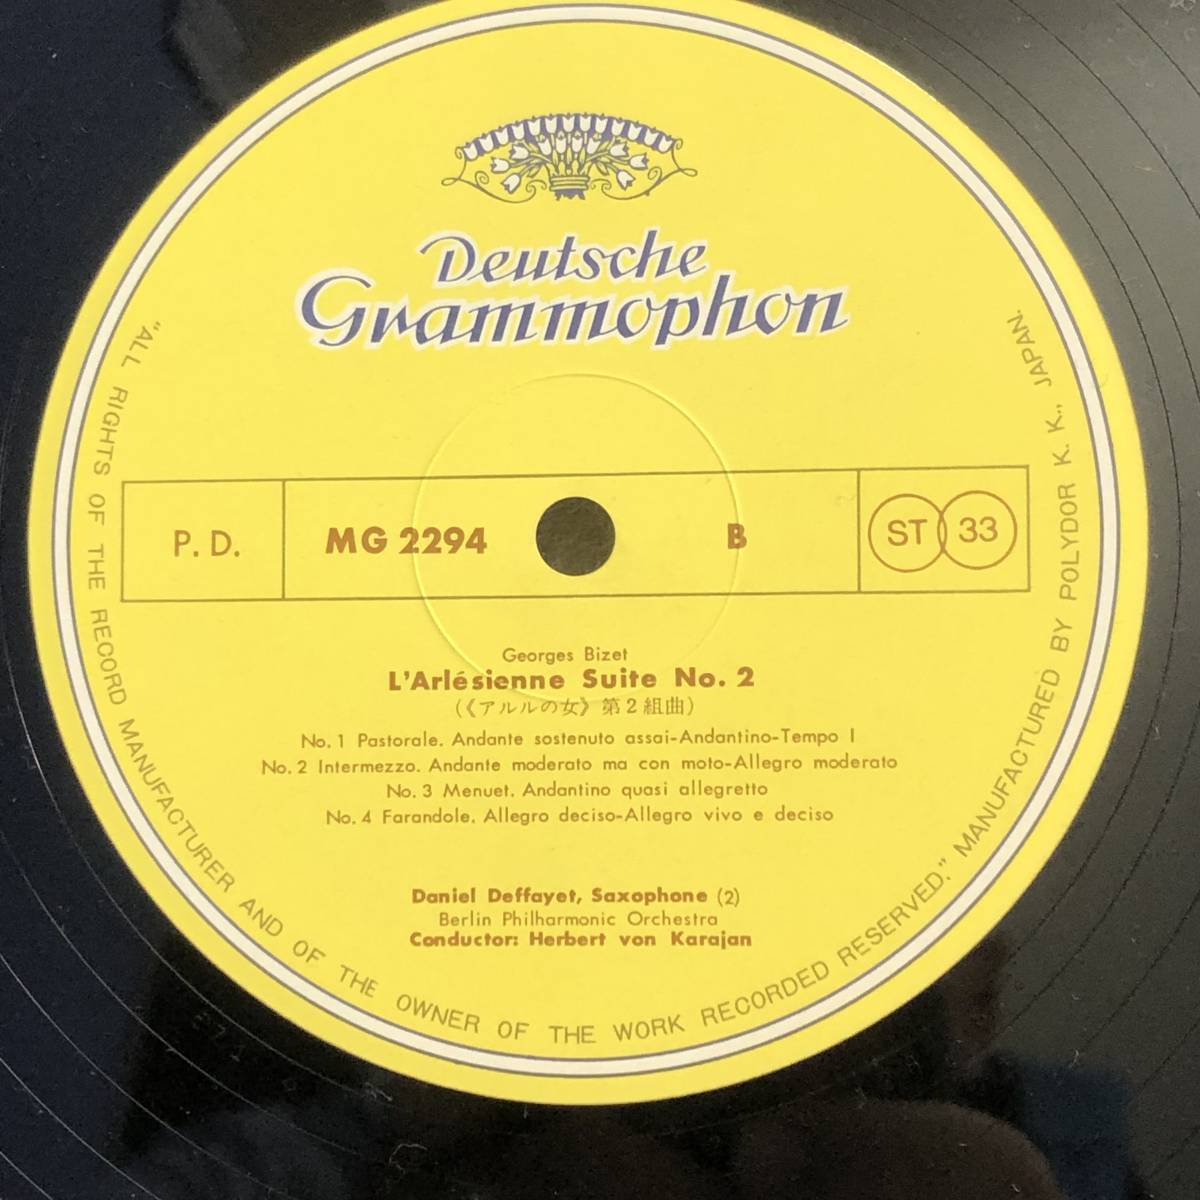 Deutsche
Grammophon
P. D.
MG 2294
B
ST 33
Georges Bizet
L'Arlésienne Suite No. 2
(《アルルの女》第2組曲)
No. 1 Pastorale. Andante sostenuto assai-Andantino-Tempo I
No. 2 Intermezzo. Andante moderato ma con moto-Allegro moderato
No. 3 Menuet. Andantino quasi allegretto
No. 4 Farandole. Allegro deciso-Allegro vivo e deciso
Daniel Deffayet, Saxophone (2)
Berlin Philharmonic Orchestra
Conductor: Herbert von Karajan
"ALL RIGHTS OF THE RECORD MANUFACTURER AND OF THE OWNER OF THE WORK RECORDED RESERVED." MANUFACTURED BY POLYDOR K. K., JAPAN.